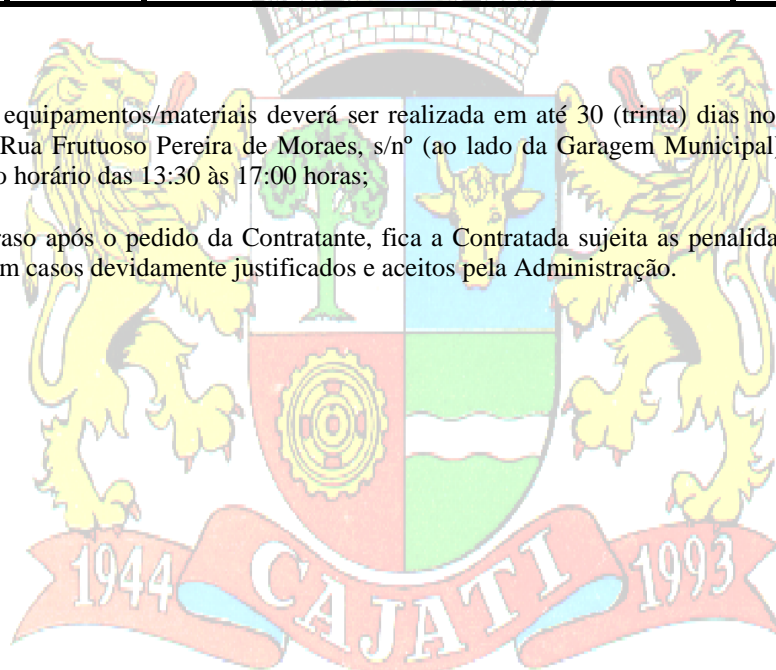 equipamentos/materiais deverá ser realizada em até 30 (trinta) dias no
Rua Frutuoso Pereira de Moraes, s/nº (ao lado da Garagem Municipal)
o horário das 13:30 às 17:00 horas;
raso após o pedido da Contratante, fica a Contratada sujeita as penalida
m casos devidamente justificados e aceitos pela Administração.
1944 CAJATI 1993